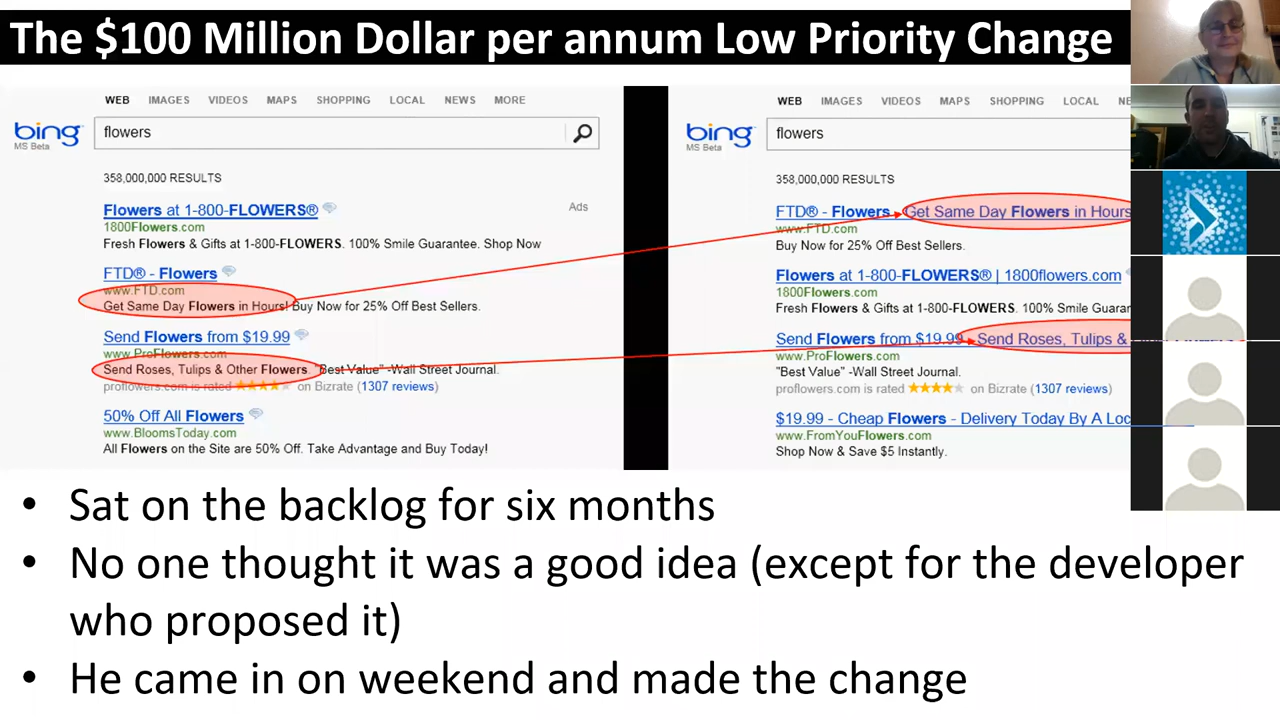 The $100 Million Dollar per annum Low Priority Change
WEB IMAGES VIDEOS MAPS SHOPPING LOCAL NEWS MORE
bing
MS Beta
flowers
358,000,000 RESULTS
Flowers at 1-800-FLOWERS®
Ads
1800Flowers.com
Fresh Flowers & Gifts at 1-800-FLOWERS. 100% Smile Guarantee. Shop Now
FTD® - Flowers
www.FTD.com
Get Same Day Flowers in Hours! Buy Now for 25% Off Best Sellers.
Send Flowers from $19.99
www.ProFlowers.com
Send Roses, Tulips & Other Flowers. "Best Value" -Wall Street Journal.
proflowers.com is rated on Bizrate (1307 reviews)
50% Off All Flowers
www.BloomsToday.com
All Flowers on the Site are 50% Off. Take Advantage and Buy Today!
WEB IMAGES VIDEOS MAPS SHOPPING LOCAL
bing
MS Beta
flowers
358,000,000 RESULTS
FTD® - Flowers Get Same Day Flowers in Hours
www.FTD.com
Buy Now for 25% Off Best Sellers.
Flowers at 1-800-FLOWERS® | 1800flowers.com
1800Flowers.com
Fresh Flowers & Gifts at 1-800-FLOWERS. 100% Smile
Send Flowers from $19.99 Send Roses, Tulips &
www.ProFlowers.com
"Best Value" -Wall Street Journal.
proflowers.com is rated on Bizrate (1307 reviews)
$19.99 - Cheap Flowers - Delivery Today By A
www.FromYouFlowers.com
Shop Now & Save $5 Instantly.
• Sat on the backlog for six months
• No one thought it was a good idea (except for the developer
who proposed it)
• He came in on weekend and made the change